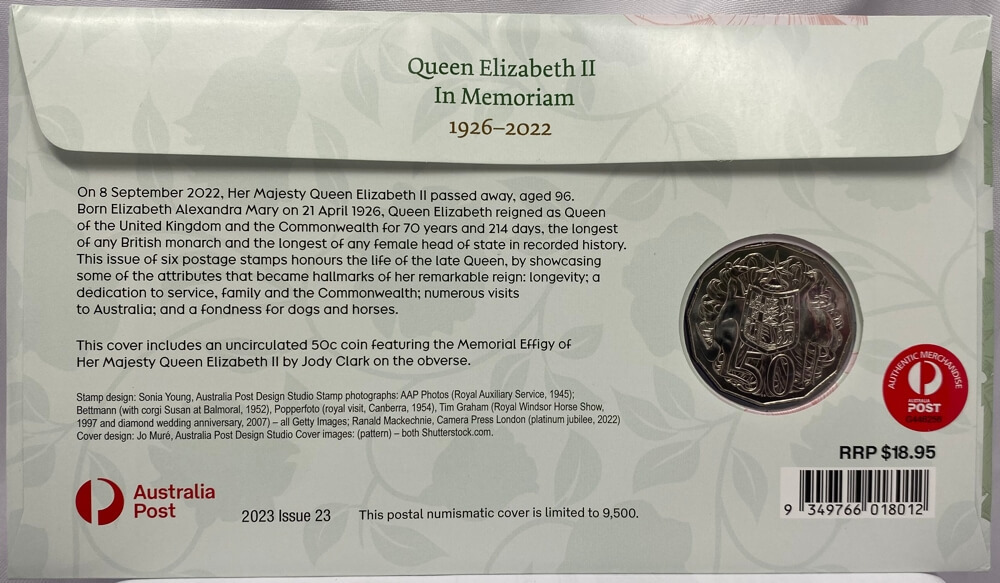 Queen Elizabeth II
In Memoriam
1926–2022
On 8 September 2022, Her Majesty Queen Elizabeth II passed away, aged 96.
Born Elizabeth Alexandra Mary on 21 April 1926, Queen Elizabeth reigned as Queen
of the United Kingdom and the Commonwealth for 70 years and 214 days, the longest
of any British monarch and the longest of any female head of state in recorded history.
This issue of six postage stamps honours the life of the late Queen, by showcasing
some of the attributes that became hallmarks of her remarkable reign: longevity; a
dedication to service, family and the Commonwealth; numerous visits
to Australia; and a fondness for dogs and horses.
This cover includes an uncirculated 50c coin featuring the Memorial Effigy of
Her Majesty Queen Elizabeth II by Jody Clark on the obverse.
Stamp design: Sonia Young, Australia Post Design Studio Stamp photographs: AAP Photos (Royal Auxiliary Service, 1945);
Bettmann (with corgi Susan at Balmoral, 1952), Popperfoto (royal visit, Canberra, 1954), Tim Graham (Royal Windsor Horse Show,
1997 and diamond wedding anniversary, 2007) – all Getty Images; Ranald Mackechnie, Camera Press London (platinum jubilee, 2022)
Cover design: Jo Muré, Australia Post Design Studio Cover images: (pattern) – both Shutterstock.com.
50
AUTHENTIC MERCHANDISE
AUSTRALIA
POST
RRP $18.95
9 349766 018012
Australia
Post
2023 Issue 23
This postal numismatic cover is limited to 9,500.